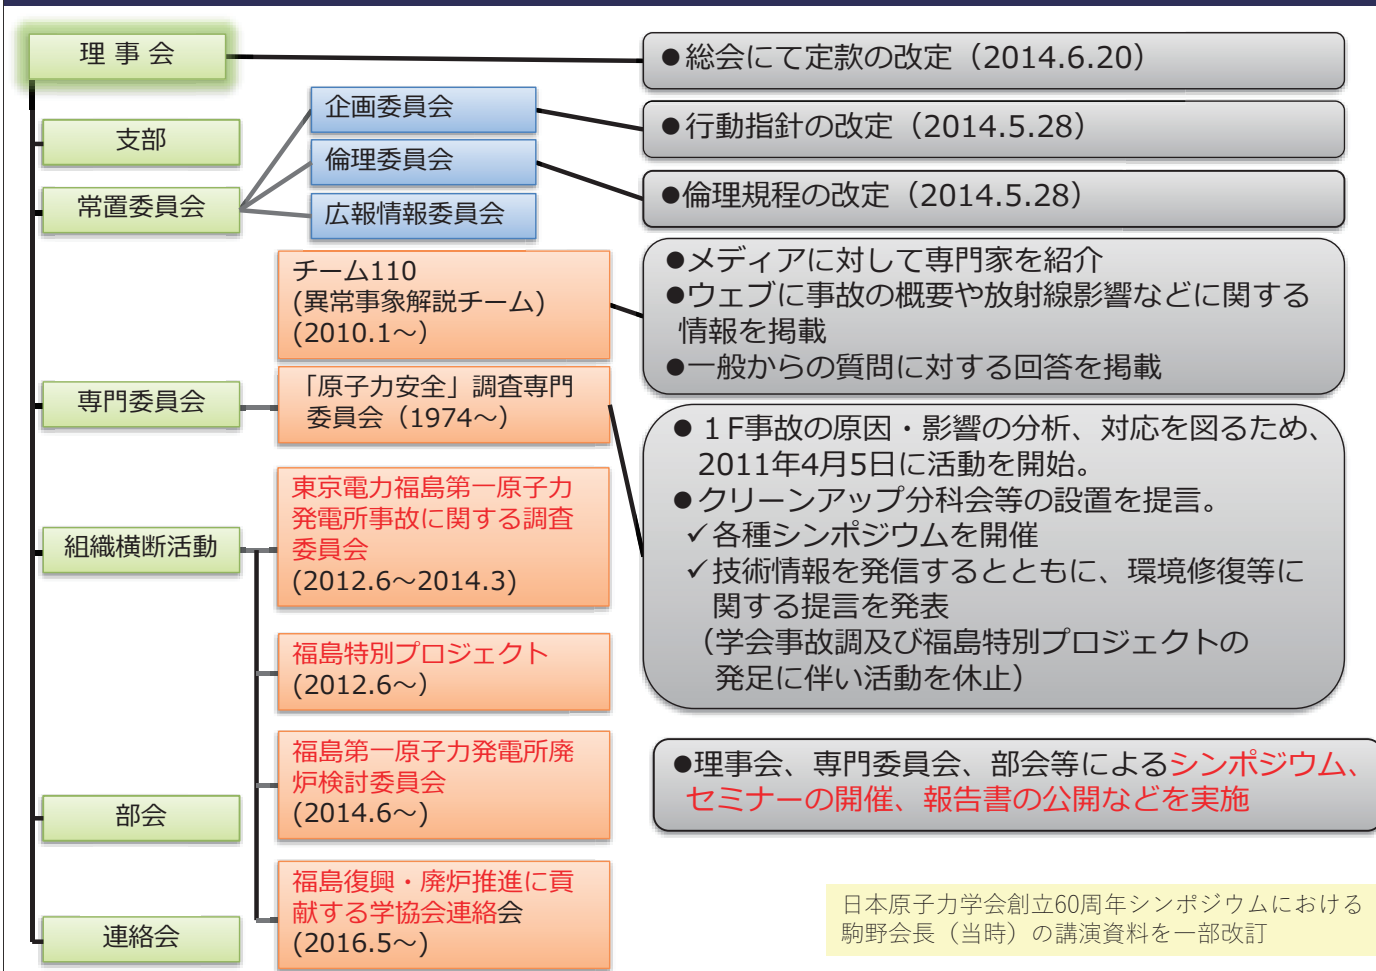 理 事 会
●総会にて定款の改定（2014.6.20）
企画委員会
●行動指針の改定（2014.5.28）
支部
倫理委員会
●倫理規程の改定（2014.5.28）
常置委員会
広報情報委員会
チーム110
(異常事象解説チーム)
(2010.1～）
●メディアに対して専門家を紹介
●ウェブに事故の概要や放射線影響などに関する
情報を掲載
●一般からの質問に対する回答を掲載
専門委員会
「原子力安全」調査専門
委員会（1974～）
●１F事故の原因・影響の分析、対応を図るため、
2011年4月5日に活動を開始。
●クリーンアップ分科会等の設置を提言。
✓各種シンポジウムを開催
✓技術情報を発信するとともに、環境修復等に
関する提言を発表
（学会事故調及び福島特別プロジェクトの
発足に伴い活動を休止）
組織横断活動
東京電力福島第一原子力
発電所事故に関する調査
委員会
(2012.6～2014.3)
福島特別プロジェクト
(2012.6～）
福島第一原子力発電所廃
炉検討委員会
(2014.6～)
●理事会、専門委員会、部会等によるシンポジウム、
セミナーの開催、報告書の公開などを実施
部会
福島復興・廃炉推進に貢
献する学協会連絡会
(2016.5～)
連絡会
日本原子力学会創立60周年シンポジウムにおける
駒野会長（当時）の講演資料を一部改訂